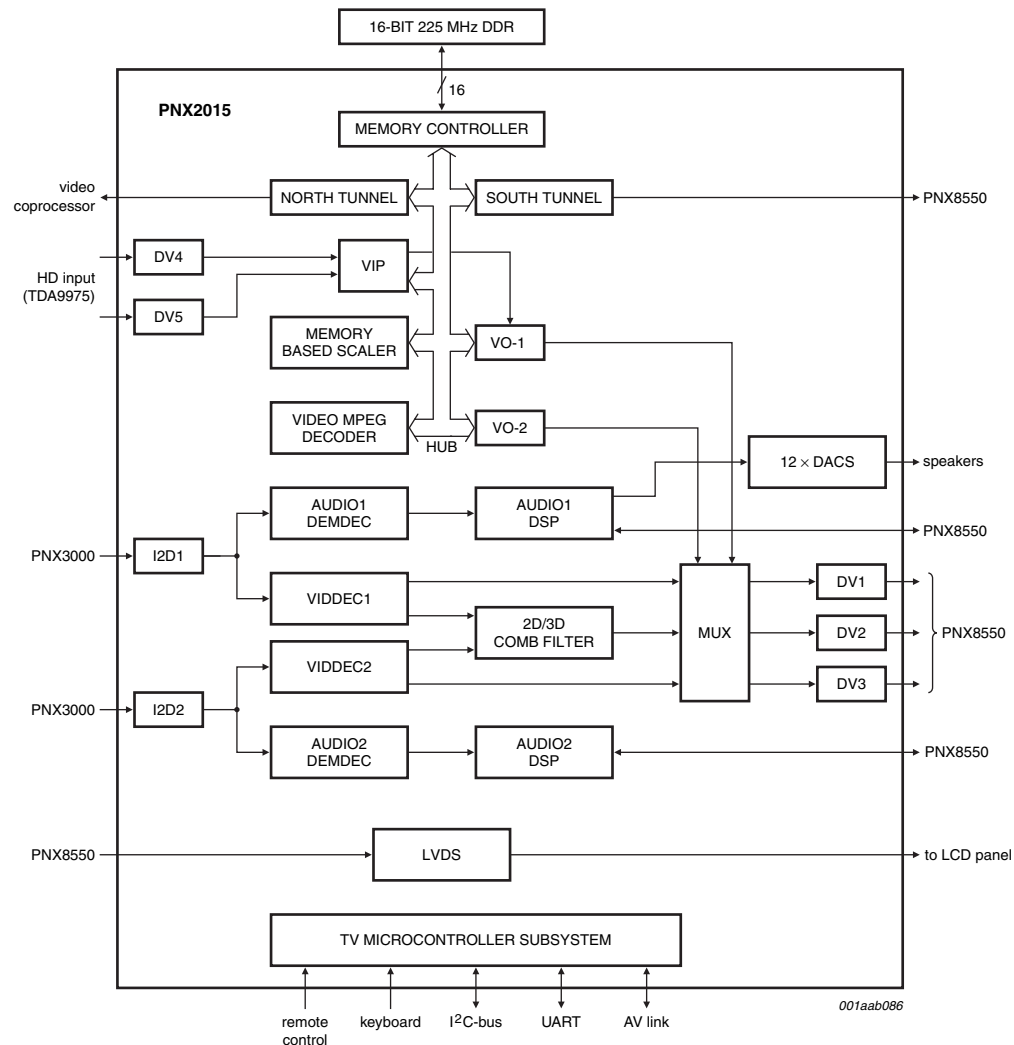 16-BIT 225 MHz DDR
16
PNX2015
MEMORY CONTROLLER
video
coprocessor
NORTH TUNNEL
SOUTH TUNNEL
PNX8550
HD input
(TDA9975)
DV4
DV5
VIP
MEMORY
BASED SCALER
VO-1
VIDEO MPEG
DECODER
HUB
VO-2
12 × DACS
speakers
AUDIO1
DEMDEC
AUDIO1
DSP
PNX8550
PNX3000
I2D1
VIDDEC1
2D/3D
COMB FILTER
MUX
DV1
DV2
DV3
PNX8550
VIDDEC2
PNX3000
I2D2
AUDIO2
DEMDEC
AUDIO2
DSP
PNX8550
PNX8550
LVDS
to LCD panel
TV MICROCONTROLLER SUBSYSTEM
remote
control
keyboard
I²C-bus
UART
AV link
001aab086